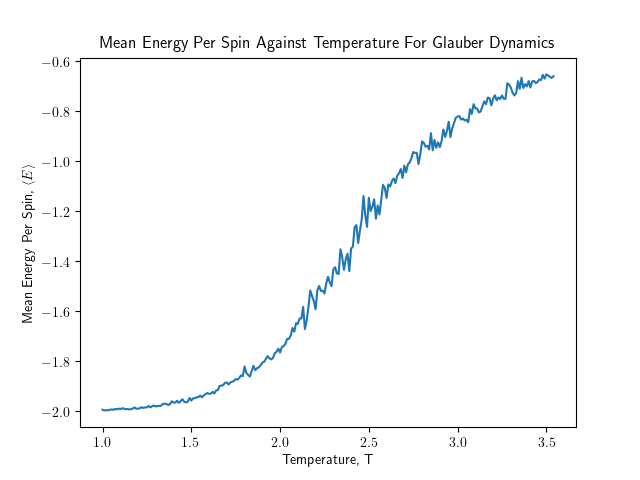 Mean Energy Per Spin Against Temperature For Glauber Dynamics
−0.6
−0.8
−1.0
−1.2
−1.4
−1.6
−1.8
−2.0
Mean Energy Per Spin, ⟨E⟩
1.0 1.5 2.0 2.5 3.0 3.5
Temperature, T